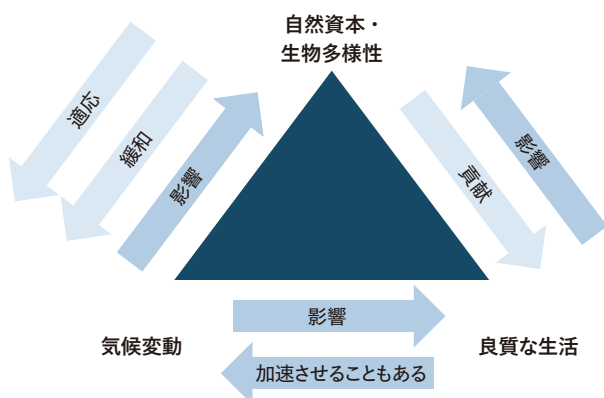 自然資本・
生物多様性
適応
緩和
影響
貢献
影響
影響
気候変動
良質な生活
加速させることもある